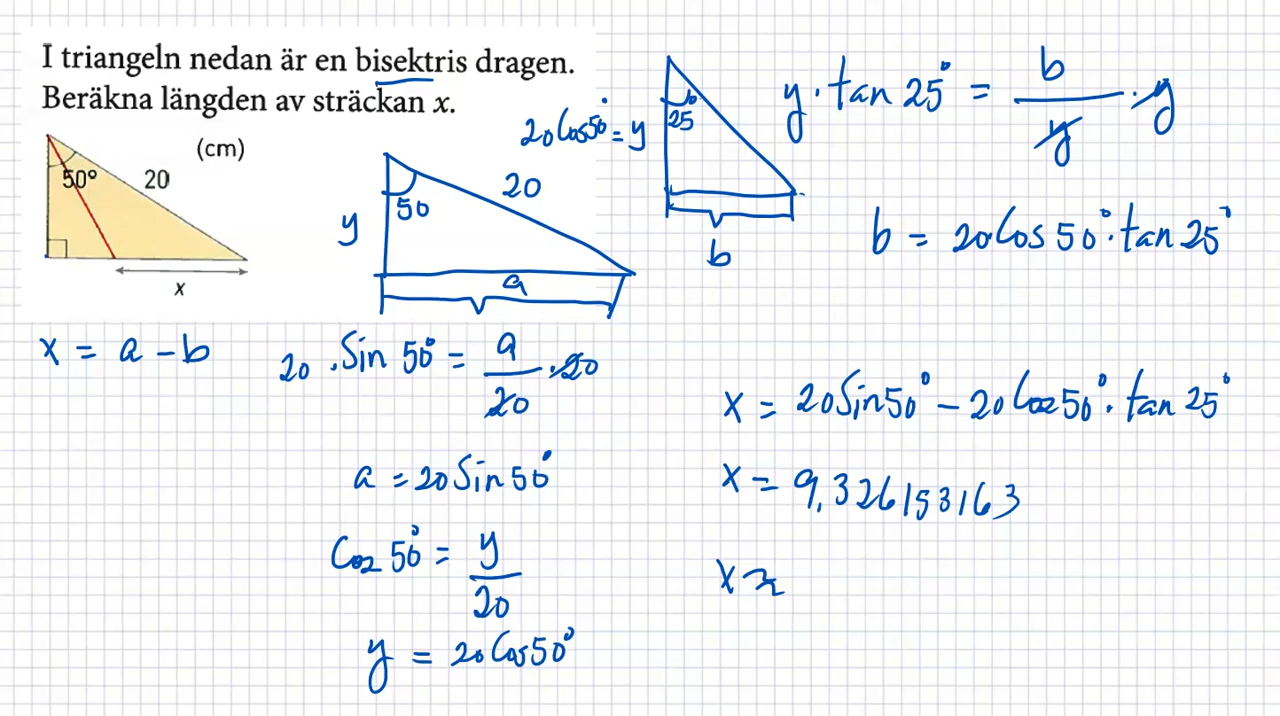 I triangeln nedan är en bisektris dragen.
Beräkna längden av sträckan x.
(cm)
50°
20
x
y
50
20
a
20 Cos 50° = y
25
b
y · tan 25° = b / y · y
b = 20 · Cos 50° · tan 25°
x = a - b
20 · Sin 50° = a / 20 · 20
a = 20 Sin 50°
Cos 50° = y / 20
y = 20 Cos 50°
x = 20 Sin 50° - 20 Cos 50° · tan 25°
x = 9,326153163
x ≈